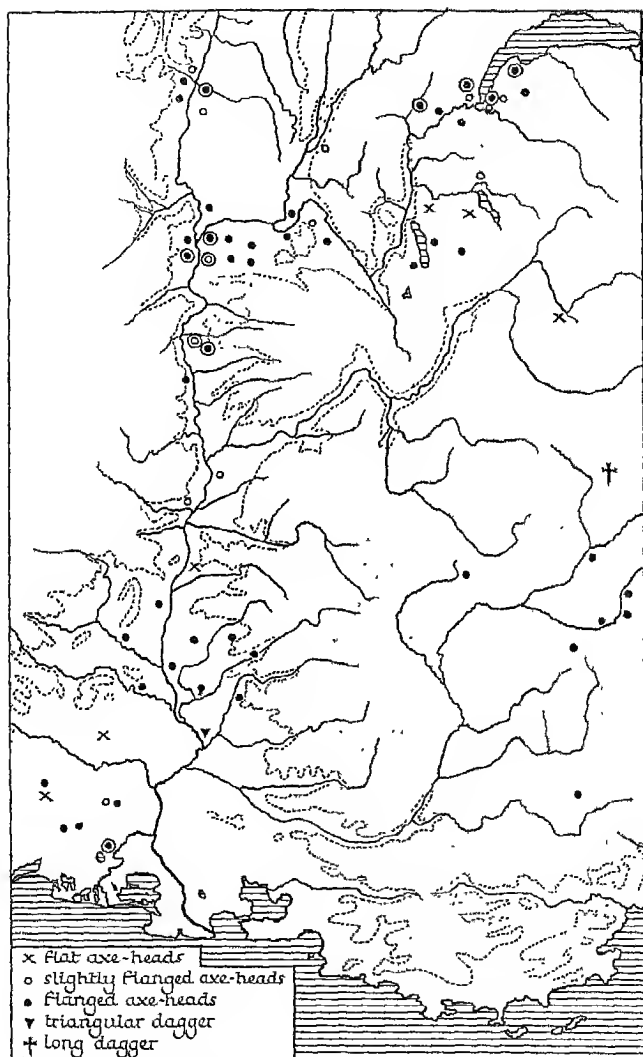 × flat axe-heads
○ slightly flanged axe-heads
● flanged axe-heads
▼ triangular dagger
† long dagger